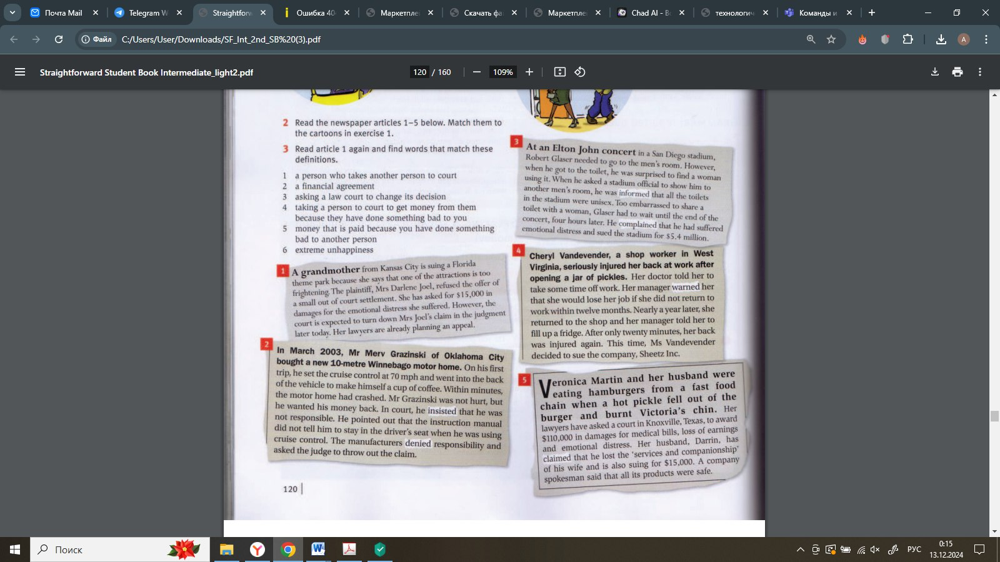 Почта Mail
Telegram W
Straightforw
Ошибка 40
Маркетпле
Скачать фа
Маркетпле
Chad AI - Bo
технологич
Команды и
Файл
C:/Users/User/Downloads/SF_Int_2nd_SB%20(3).pdf
A
Straightforward Student Book Intermediate_light2.pdf
120 / 160
109%
2 Read the newspaper articles 1–5 below. Match them to
the cartoons in exercise 1.
3 Read article 1 again and find words that match these
definitions.
1 a person who takes another person to court
2 a financial agreement
3 asking a law court to change its decision
4 taking a person to court to get money from them
because they have done something bad to you
5 money that is paid because you have done something
bad to another person
6 extreme unhappiness
1
A grandmother from Kansas City is suing a Florida
theme park because she says that one of the attractions is too
frightening. The plaintiff, Mrs Darlene Joel, refused the offer of
a small out of court settlement. She has asked for $15,000 in
damages for the emotional distress she suffered. However, the
court is expected to turn down Mrs Joel's claim in the judgment
later today. Her lawyers are already planning an appeal.
2
In March 2003, Mr Merv Grazinski of Oklahoma City
bought a new 10-metre Winnebago motor home. On his first
trip, he set the cruise control at 70 mph and went into the back
of the vehicle to make himself a cup of coffee. Within minutes,
the motor home had crashed. Mr Grazinski was not hurt, but
he wanted his money back. In court, he insisted that he was
not responsible. He pointed out that the instruction manual
did not tell him to stay in the driver's seat when he was using
cruise control. The manufacturers denied responsibility and
asked the judge to throw out the claim.
120
3
At an Elton John concert in a San Diego stadium,
Robert Glaser needed to go to the men's room. However,
when he got to the toilet, he was surprised to find a woman
using it. When he asked a stadium official to show him to
another men's room, he was informed that all the toilets
in the stadium were unisex. Too embarrassed to share a
toilet with a woman, Glaser had to wait until the end of the
concert, four hours later. He complained that he had suffered
emotional distress and sued the stadium for $5.4 million.
4
Cheryl Vandevender, a shop worker in West
Virginia, seriously injured her back at work after
opening a jar of pickles. Her doctor told her to
take some time off work. Her manager warned her
that she would lose her job if she did not return to
work within twelve months. Nearly a year later, she
returned to the shop and her manager told her to
fill up a fridge. After only twenty minutes, her back
was injured again. This time, Ms Vandevender
decided to sue the company, Sheetz Inc.
5
Veronica Martin and her husband were
eating hamburgers from a fast food
chain when a hot pickle fell out of the
burger and burnt Victoria's chin. Her
lawyers have asked a court in Knoxville, Texas, to award
$110,000 in damages for medical bills, loss of earnings
and emotional distress. Her husband, Darrin, has
claimed that he lost the 'services and companionship'
of his wife and is also suing for $15,000. A company
spokesman said that all its products were safe.
Поиск
РУС
0:15
13.12.2024